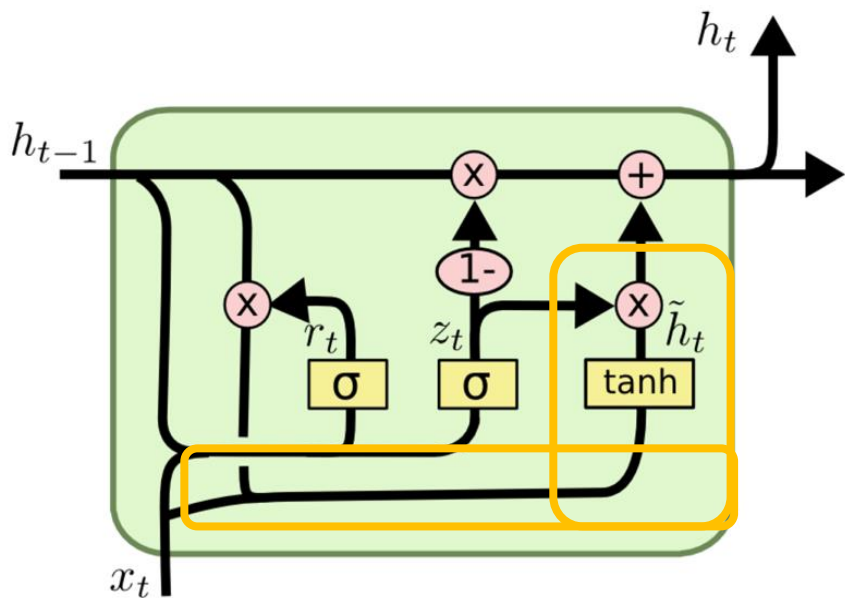 h_t
h_{t-1}
x
+
1-
x
r_t
z_t
x
h̃_t
σ
σ
tanh
x_t